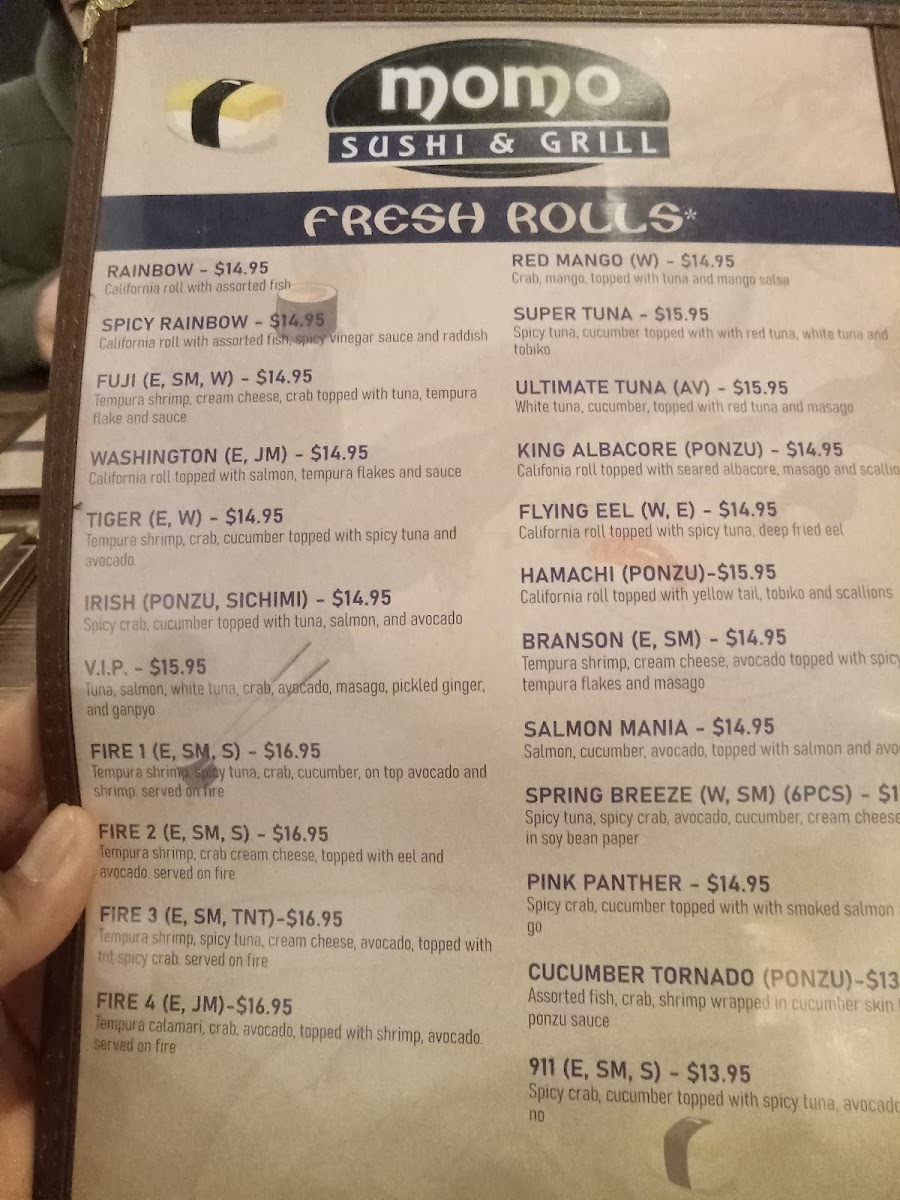 momo
SUSHI & GRILL
FRESH ROLLS*
RAINBOW - $14.95
California roll with assorted fish
SPICY RAINBOW - $14.95
California roll with assorted fish, spicy vinegar sauce and raddish
FUJI (E, SM, W) - $14.95
Tempura shrimp, cream cheese, crab topped with tuna, tempura
flake and sauce
WASHINGTON (E, JM) - $14.95
California roll topped with salmon, tempura flakes and sauce
TIGER (E, W) - $14.95
Tempura shrimp, crab, cucumber topped with spicy tuna and
avocado.
IRISH (PONZU, SICHIMI) - $14.95
Spicy crab, cucumber topped with tuna, salmon, and avocado
V.I.P. - $15.95
Tuna, salmon, white tuna, crab, avocado, masago, pickled ginger,
and ganpyo
FIRE 1 (E, SM, S) - $16.95
Tempura shrimp, spicy tuna, crab, cucumber, on top avocado and
shrimp. served on fire
FIRE 2 (E, SM, S) - $16.95
Tempura shrimp, crab cream cheese, topped with eel and
avocado. served on fire
FIRE 3 (E, SM, TNT)-$16.95
Tempura shrimp, spicy tuna, cream cheese, avocado, topped with
tnt spicy crab. served on fire
FIRE 4 (E, JM)-$16.95
Tempura calamari, crab, avocado, topped with shrimp, avocado.
served on fire
RED MANGO (W) - $14.95
Crab, mango, topped with tuna and mango salsa
SUPER TUNA - $15.95
Spicy tuna, cucumber topped with with red tuna, white tuna and
tobiko
ULTIMATE TUNA (AV) - $15.95
White tuna, cucumber, topped with red tuna and masago
KING ALBACORE (PONZU) - $14.95
Califonia roll topped with seared albacore, masago and scallio
FLYING EEL (W, E) - $14.95
California roll topped with spicy tuna, deep fried eel
HAMACHI (PONZU)-$15.95
California roll topped with yellow tail, tobiko and scallions
BRANSON (E, SM) - $14.95
Tempura shrimp, cream cheese, avocado topped with spicy
tempura flakes and masago
SALMON MANIA - $14.95
Salmon, cucumber, avocado, topped with salmon and avo
SPRING BREEZE (W, SM) (6PCS) - $1
Spicy tuna, spicy crab, avocado, cucumber, cream cheese
in soy bean paper
PINK PANTHER - $14.95
Spicy crab, cucumber topped with with smoked salmon
go
CUCUMBER TORNADO (PONZU)-$13
Assorted fish, crab, shrimp wrapped in cucumber skin
ponzu sauce
911 (E, SM, S) - $13.95
Spicy crab, cucumber topped with spicy tuna, avocado
no